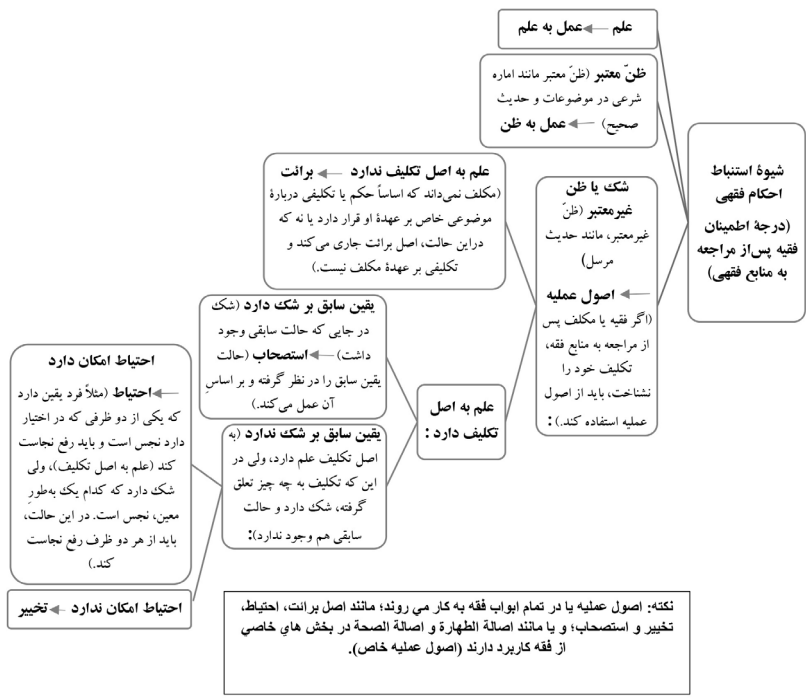 علم ← عمل به علم
ظنّ معتبر (ظنّ معتبر مانند اماره
شرعی در موضوعات و حدیث
صحیح) ← عمل به ظن
شیوهٔ استنباط
احکام فقهی
(درجهٔ اطمینان
فقیه پس‌از مراجعه
به منابع فقهی)
شک یا ظن
غیرمعتبر (ظنّ
غیرمعتبر، مانند حدیث
مرسل)
← اصول عملیه
(اگر فقیه یا مکلف پس
از مراجعه به منابع فقه،
تکلیف خود را
نشناخت، باید از اصول
عملیه استفاده کند.) :
علم به اصل تکلیف ندارد ← برائت
(مکلف نمی‌داند که اساساً حکم یا تکلیفی دربارهٔ
موضوعی خاص بر عهدهٔ او قرار دارد یا نه که
دراین حالت، اصل برائت جاری می‌کند و
تکلیفی بر عهدهٔ مکلف نیست.)
علم به اصل
تکلیف دارد :
یقین سابق بر شک دارد (شک
در جایی که حالت سابقی وجود
داشت) ← استصحاب (حالت
یقین سابق را در نظر گرفته و بر اساسِ
آن عمل می‌کند.)
یقین سابق بر شک ندارد (به
اصل تکلیف علم دارد، ولی در
این که تکلیف به چه چیز تعلق
گرفته، شک دارد و حالت
سابقی هم وجود ندارد):
احتیاط امکان دارد
← احتیاط (مثلاً فرد یقین دارد
که یکی از دو ظرفی که در اختیار
دارد نجس است و باید رفع نجاست
کند (علم به اصل تکلیف)، ولی
شک دارد که کدام یک به‌طورِ
معین، نجس است. در این حالت،
باید از هر دو ظرف رفع نجاست
کند.)
احتیاط امکان ندارد ← تخییر
نکته: اصول عملیه یا در تمام ابواب فقه به کار مي روند؛ مانند اصل برائت، احتیاط،
تخییر و استصحاب؛ و یا مانند اصالة الطهارة و اصالة الصحة در بخش هاي خاصي
از فقه کاربرد دارند (اصول عملیه خاص).